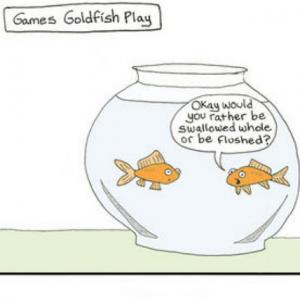 Games Goldfish Play
Okay would
you rather be
swallowed whole
or be flushed?